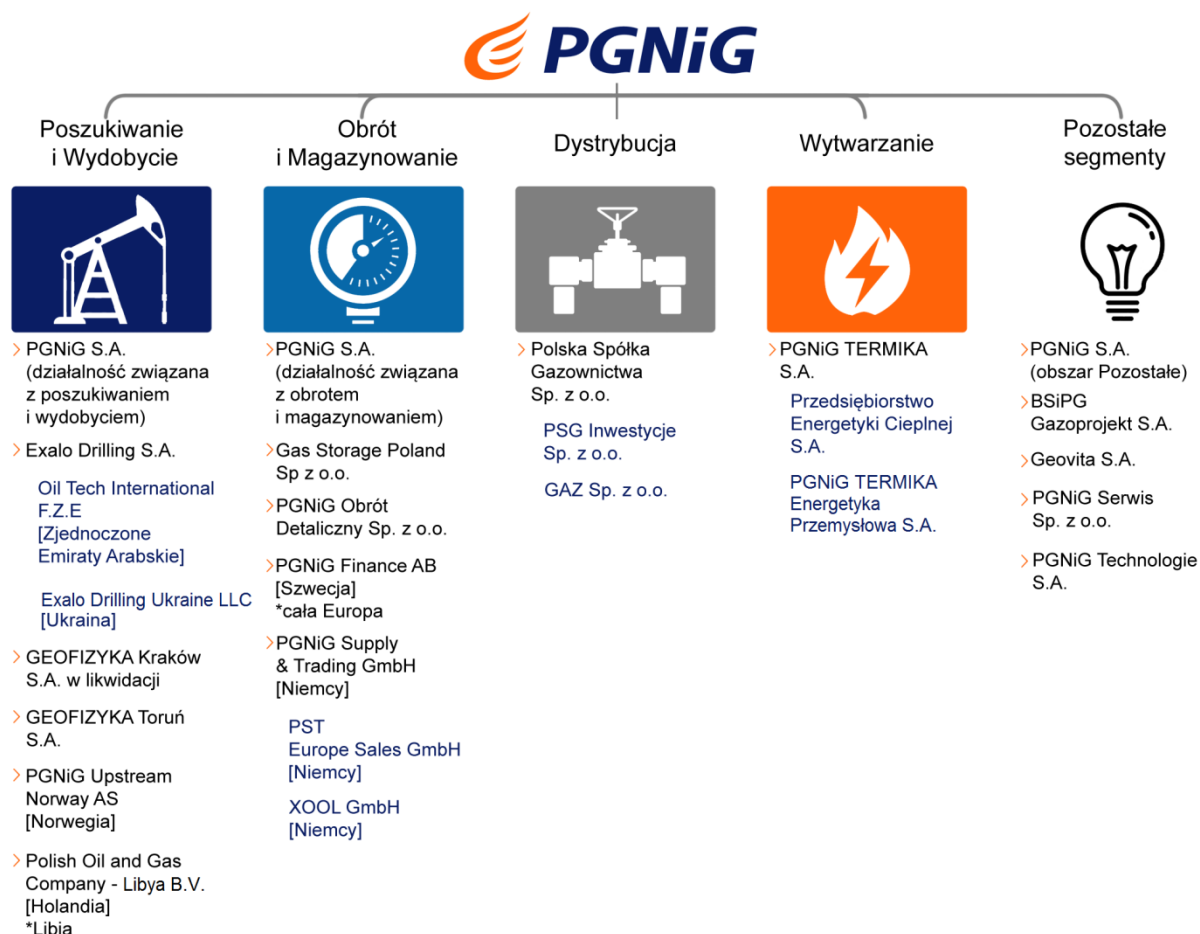 PGNiG
Poszukiwanie
i Wydobycie
Obrót
i Magazynowanie
Dystrybucja
Wytwarzanie
Pozostałe
segmenty
PGNiG S.A.
(działalność związana
z poszukiwaniem
i wydobyciem)
Exalo Drilling S.A.
Oil Tech International
F.Z.E
[Zjednoczone
Emiraty Arabskie]
Exalo Drilling Ukraine LLC
[Ukraina]
GEOFIZYKA Kraków
S.A. w likwidacji
GEOFIZYKA Toruń
S.A.
PGNiG Upstream
Norway AS
[Norwegia]
Polish Oil and Gas
Company - Libya B.V.
[Holandia]
*Libia
PGNiG S.A.
(działalność związana
z obrotem
i magazynowaniem)
Gas Storage Poland
Sp z o.o.
PGNiG Obrót
Detaliczny Sp. z o.o.
PGNiG Finance AB
[Szwecja]
*cała Europa
PGNiG Supply
& Trading GmbH
[Niemcy]
PST
Europe Sales GmbH
[Niemcy]
XOOL GmbH
[Niemcy]
Polska Spółka
Gazownictwa
Sp. z o.o.
PSG Inwestycje
Sp. z o.o.
GAZ Sp. z o.o.
PGNiG TERMIKA
S.A.
Przedsiębiorstwo
Energetyki Cieplnej
S.A.
PGNiG TERMIKA
Energetyka
Przemysłowa S.A.
PGNiG S.A.
(obszar Pozostałe)
BSiPG
Gazoprojekt S.A.
Geovita S.A.
PGNiG Serwis
Sp. z o.o.
PGNiG Technologie
S.A.